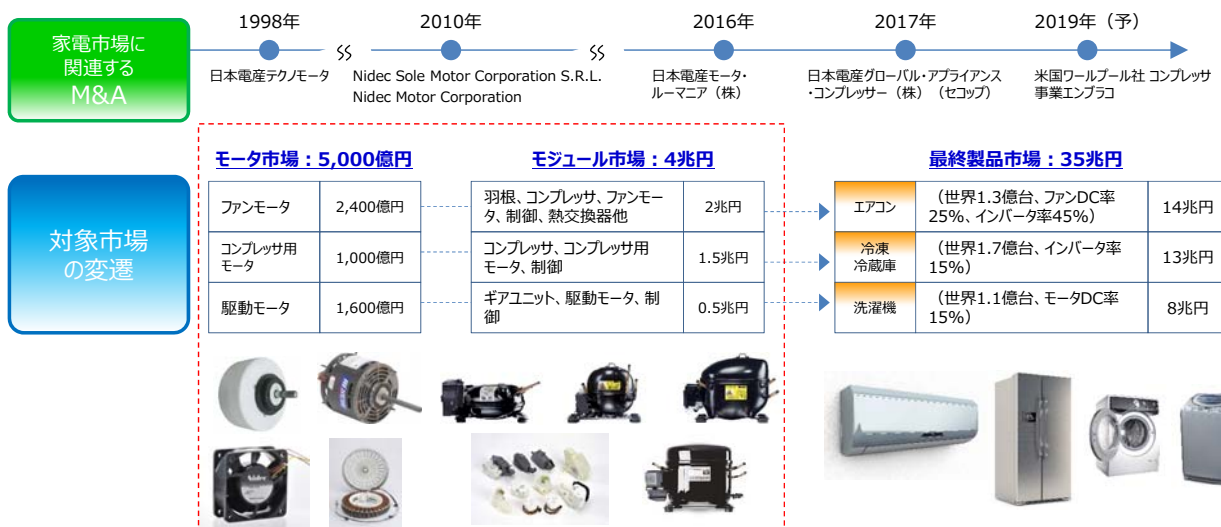 家電市場に
関連する
M&A
1998年
2010年
2016年
2017年
2019年（予）
日本電産テクノモータ
Nidec Sole Motor Corporation S.R.L.
Nidec Motor Corporation
日本電産モータ・
ルーマニア（株）
日本電産グローバル・アプライアンス
・コンプレッサー（株）（セコップ）
米国ワールプール社 コンプレッサ
事業エンブラコ
対象市場
の変遷
モータ市場：5,000億円
ファンモータ
2,400億円
コンプレッサ用
モータ
1,000億円
駆動モータ
1,600億円
モジュール市場：4兆円
羽根、コンプレッサ、ファンモー
タ、制御、熱交換器他
2兆円
コンプレッサ、コンプレッサ用
モータ、制御
1.5兆円
ギアユニット、駆動モータ、制
御
0.5兆円
最終製品市場：35兆円
エアコン
（世界1.3億台、ファンDC率
25%、インバータ率45%）
14兆円
冷凍
冷蔵庫
（世界1.7億台、インバータ率
15%）
13兆円
洗濯機
（世界1.1億台、モータDC率
15%）
8兆円
Nidec